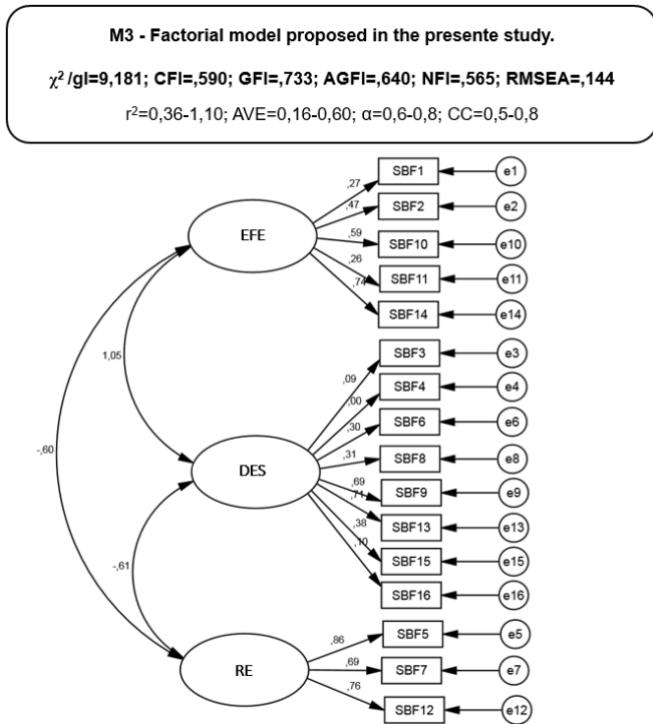 M3 - Factorial model proposed in the presente study.
χ²/gl=9,181; CFI=,590; GFI=,733; AGFI=,640; NFI=,565; RMSEA=,144
r²=0,36-1,10; AVE=0,16-0,60; α=0,6-0,8; CC=0,5-0,8
EFE
,27
SBF1
e1
,47
SBF2
e2
,59
SBF10
e10
,26
SBF11
e11
,74
SBF14
e14
1,05
-,60
DES
,09
SBF3
e3
,00
SBF4
e4
,30
SBF6
e6
,31
SBF8
e8
,69
SBF9
e9
,71
SBF13
e13
,38
SBF15
e15
,10
SBF16
e16
-,61
RE
,86
SBF5
e5
,69
SBF7
e7
,76
SBF12
e12